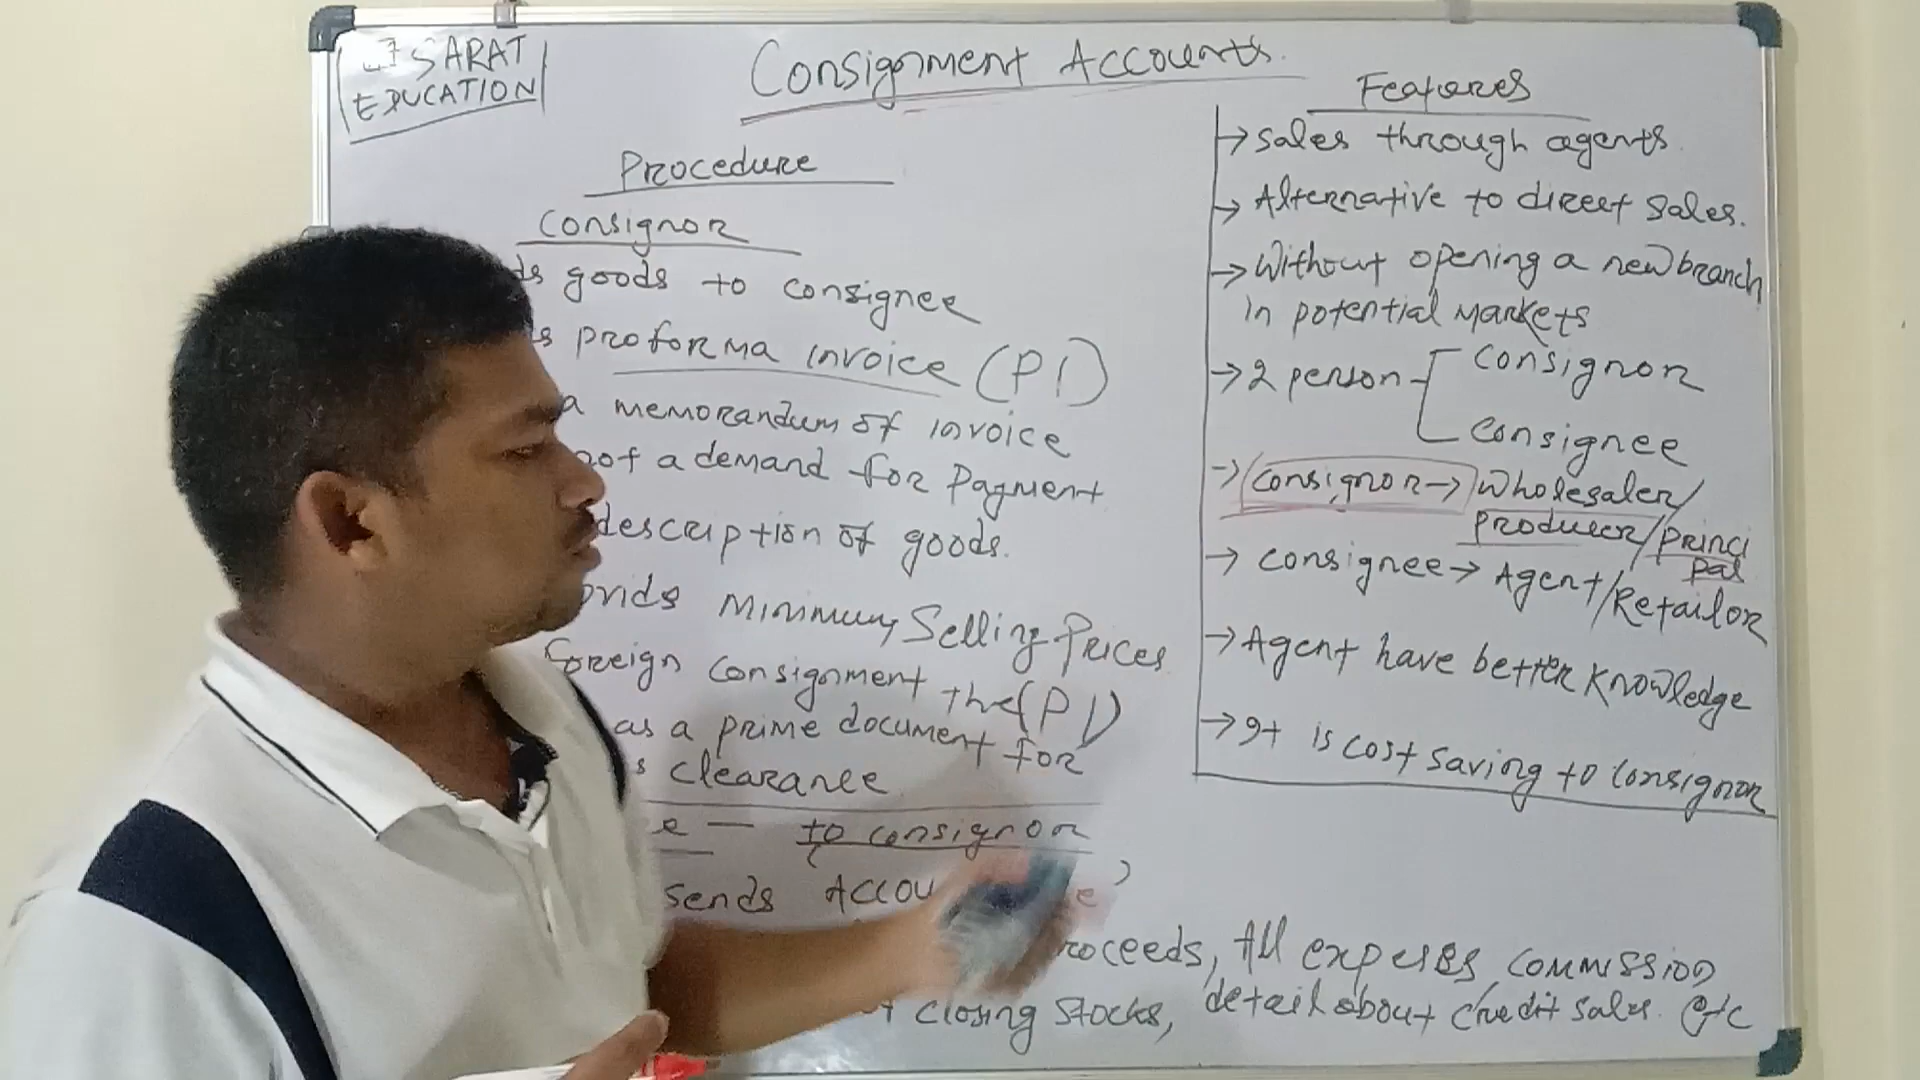 SARAT
EDUCATION
Consignment Accounts.
Procedure
Consignor
ds goods to consignee
s proforma invoice (PI)
a memorandum of invoice
not a demand for Payment
description of goods.
Minimum Selling Prices
foreign consignment the (PI)
as a prime document for
s clearance
e — to consignor
sends Accou e
roceeds, All expenses, commission
t closing stocks, detail about credit sales. etc
Features
→ Sales through agents.
→ Alternative to direct sales.
→ Without opening a new branch
in potential markets
→ 2 person - Consignor
Consignee
→ Consignor → Wholesaler/
Producer/Princi
pal
→ Consignee → Agent/Retailor
→ Agent have better knowledge
→ It is cost saving to consignor